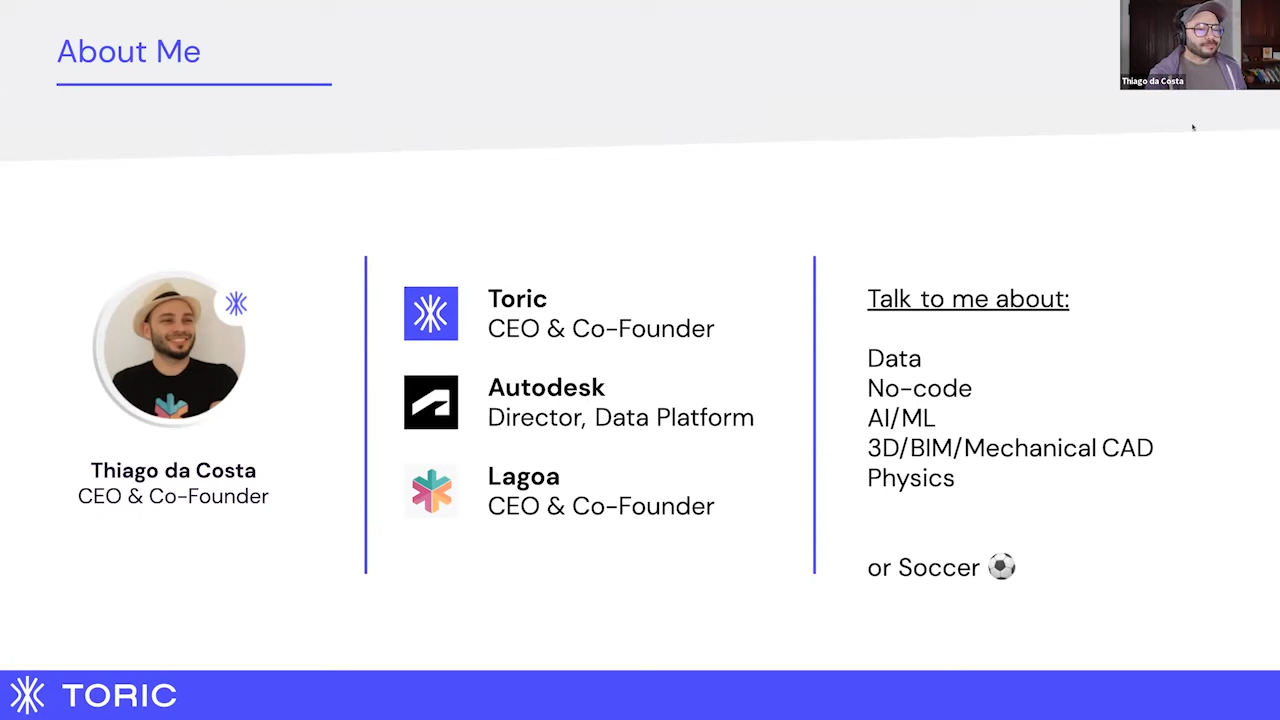 About Me
Thiago da Costa
Thiago da Costa
CEO & Co-Founder
Toric
CEO & Co-Founder
Autodesk
Director, Data Platform
Lagoa
CEO & Co-Founder
Talk to me about:
Data
No-code
AI/ML
3D/BIM/Mechanical CAD
Physics
or Soccer ⚽
TORIC